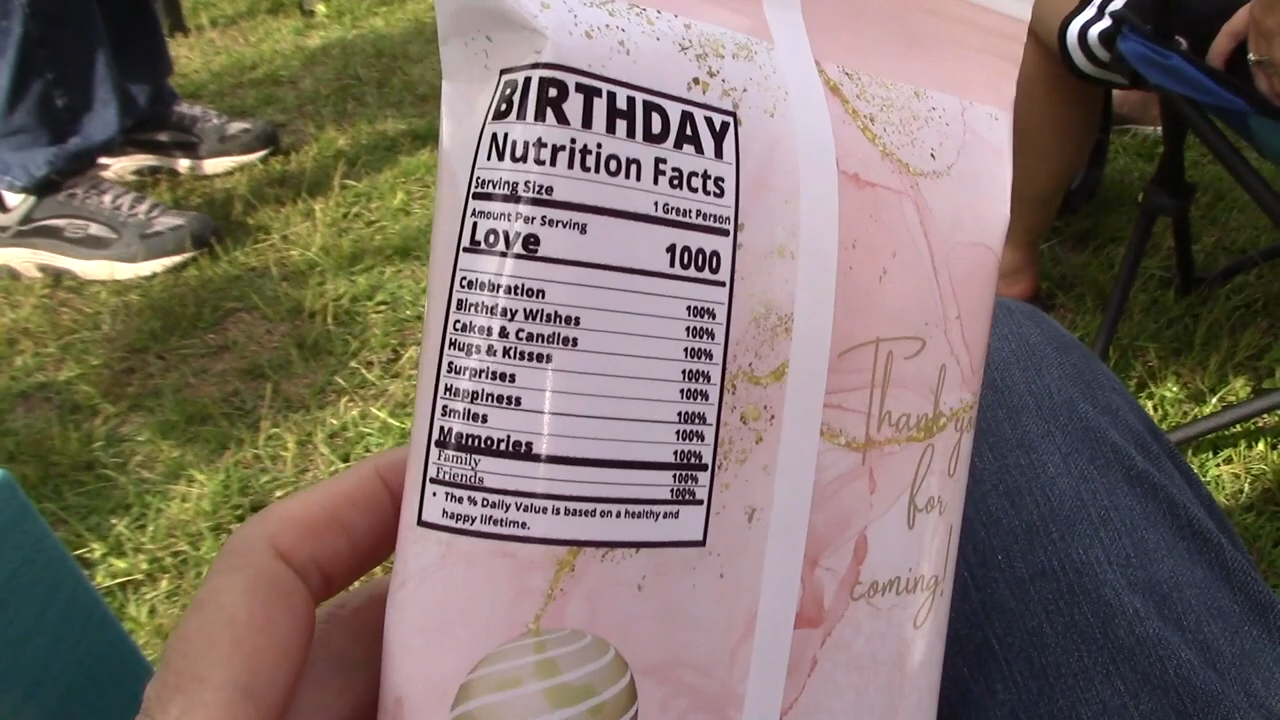 BIRTHDAY
Nutrition Facts
Serving Size 1 Great Person
Amount Per Serving
Love 1000
Celebration 100%
Birthday Wishes 100%
Cakes & Candles 100%
Hugs & Kisses 100%
Surprises 100%
Happiness 100%
Smiles 100%
Memories 100%
Family 100%
Friends 100%
• The % Daily Value is based on a healthy and
happy lifetime.
Thank you
for
coming!